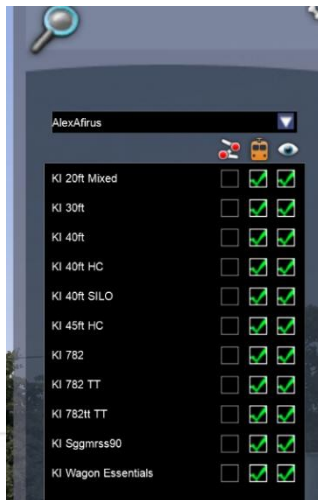 AlexAfirus
KI 20ft Mixed
KI 30ft
KI 40ft
KI 40ft HC
KI 40ft SILO
KI 45ft HC
KI 782
KI 782 TT
KI 782tt TT
KI Sggmrss90
KI Wagon Essentials